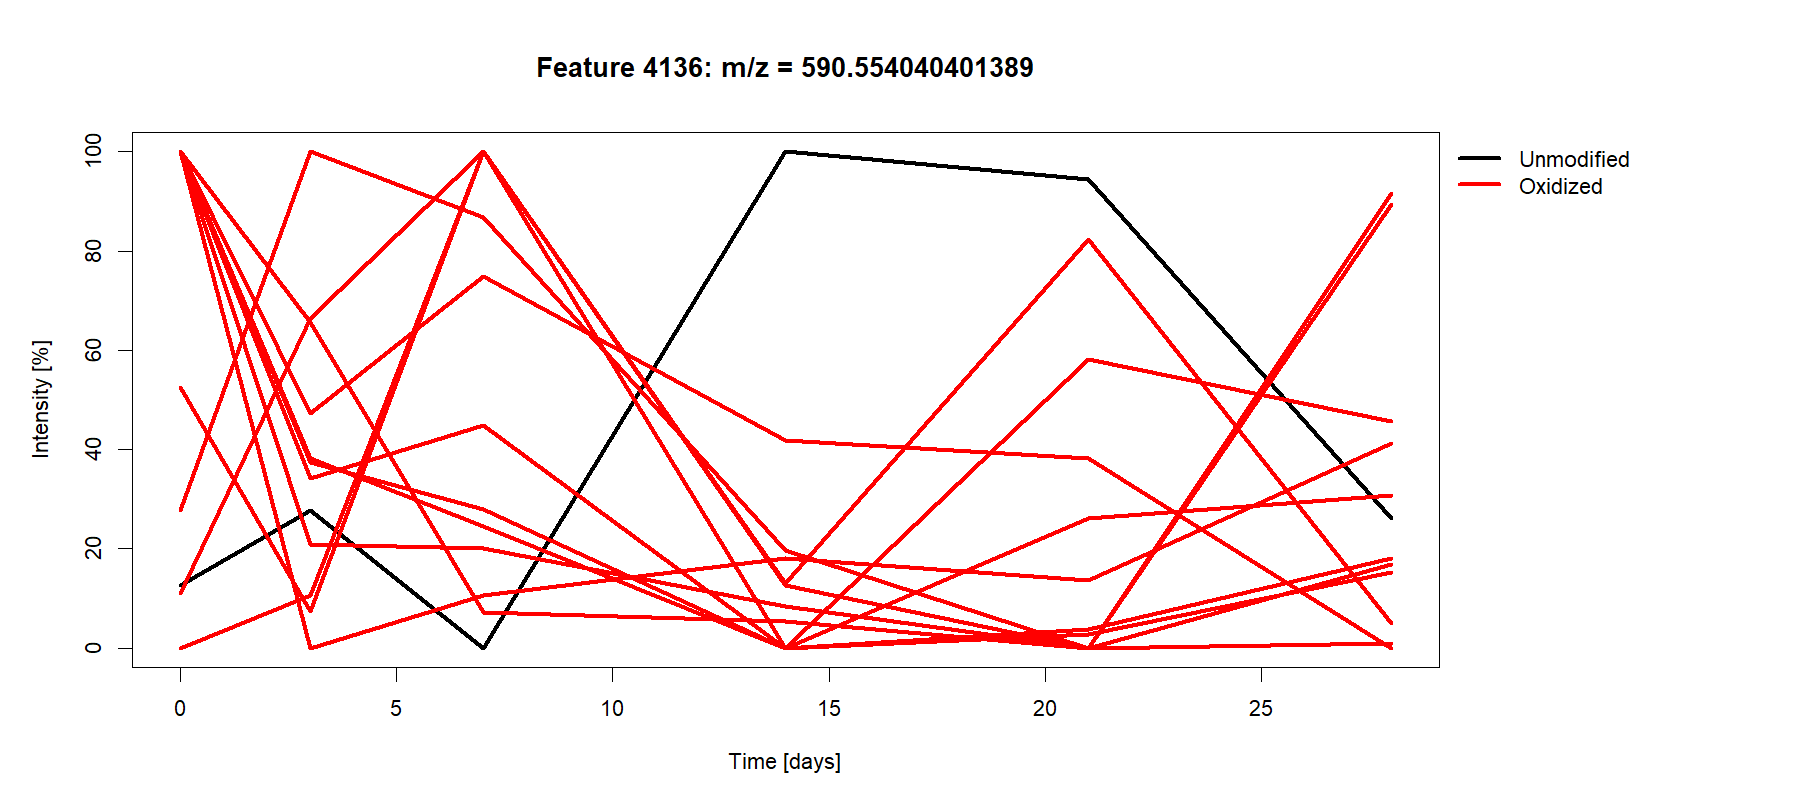 Feature 4136: m/z = 590.554040401389
Unmodified
Oxidized
Intensity [%]
100
80
60
40
20
0
0 5 10 15 20 25
Time [days]